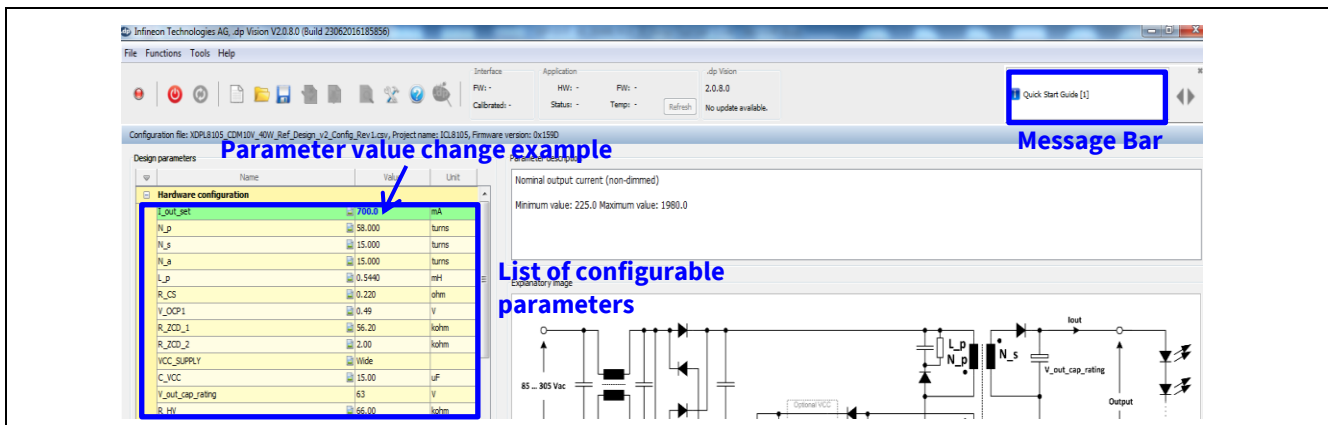 Infineon Technologies AG, .dp Vision V2.0.8.0 (Build 23062016185856)
File Functions Tools Help
Interface
FW: -
Calibrated: -
Application
HW: - FW: -
Status: - Temp: - Refresh
.dp Vision
2.0.8.0
No update available.
Quick Start Guide [1]
Message Bar
Configuration file: XDPL8105_CDM10V_40W_Ref_Design_v2_Config_Rev1.csv, Project name: ICL8105, Firmware version: 0x159D
Parameter value change example
Design parameters
Name Value Unit
Hardware configuration
I_out_set 700.0 mA
N_p 58.000 turns
N_s 15.000 turns
N_a 15.000 turns
L_p 0.5440 mH
R_CS 0.220 ohm
V_OCP1 0.49 V
R_ZCD_1 56.20 kohm
R_ZCD_2 2.00 kohm
VCC_SUPPLY Wide
C_VCC 15.00 uF
V_out_cap_rating 63 V
R_HV 66.00 kohm
Parameter description
Nominal output current (non-dimmed)
Minimum value: 225.0 Maximum value: 1980.0
List of configurable
parameters
Explanatory image
Iout
L_p
N_p
N_s
V_out_cap_rating
85 ... 305 Vac
Optional VCC
Output